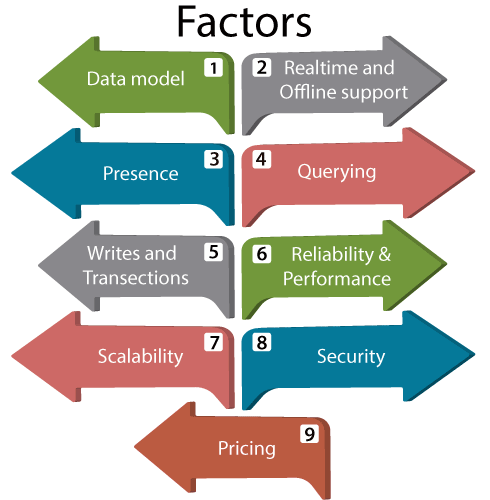 Factors
1
Data model
2
Realtime and
Offline support
3
Presence
4
Querying
5
Writes and
Transections
6
Reliability &
Performance
7
Scalability
8
Security
9
Pricing